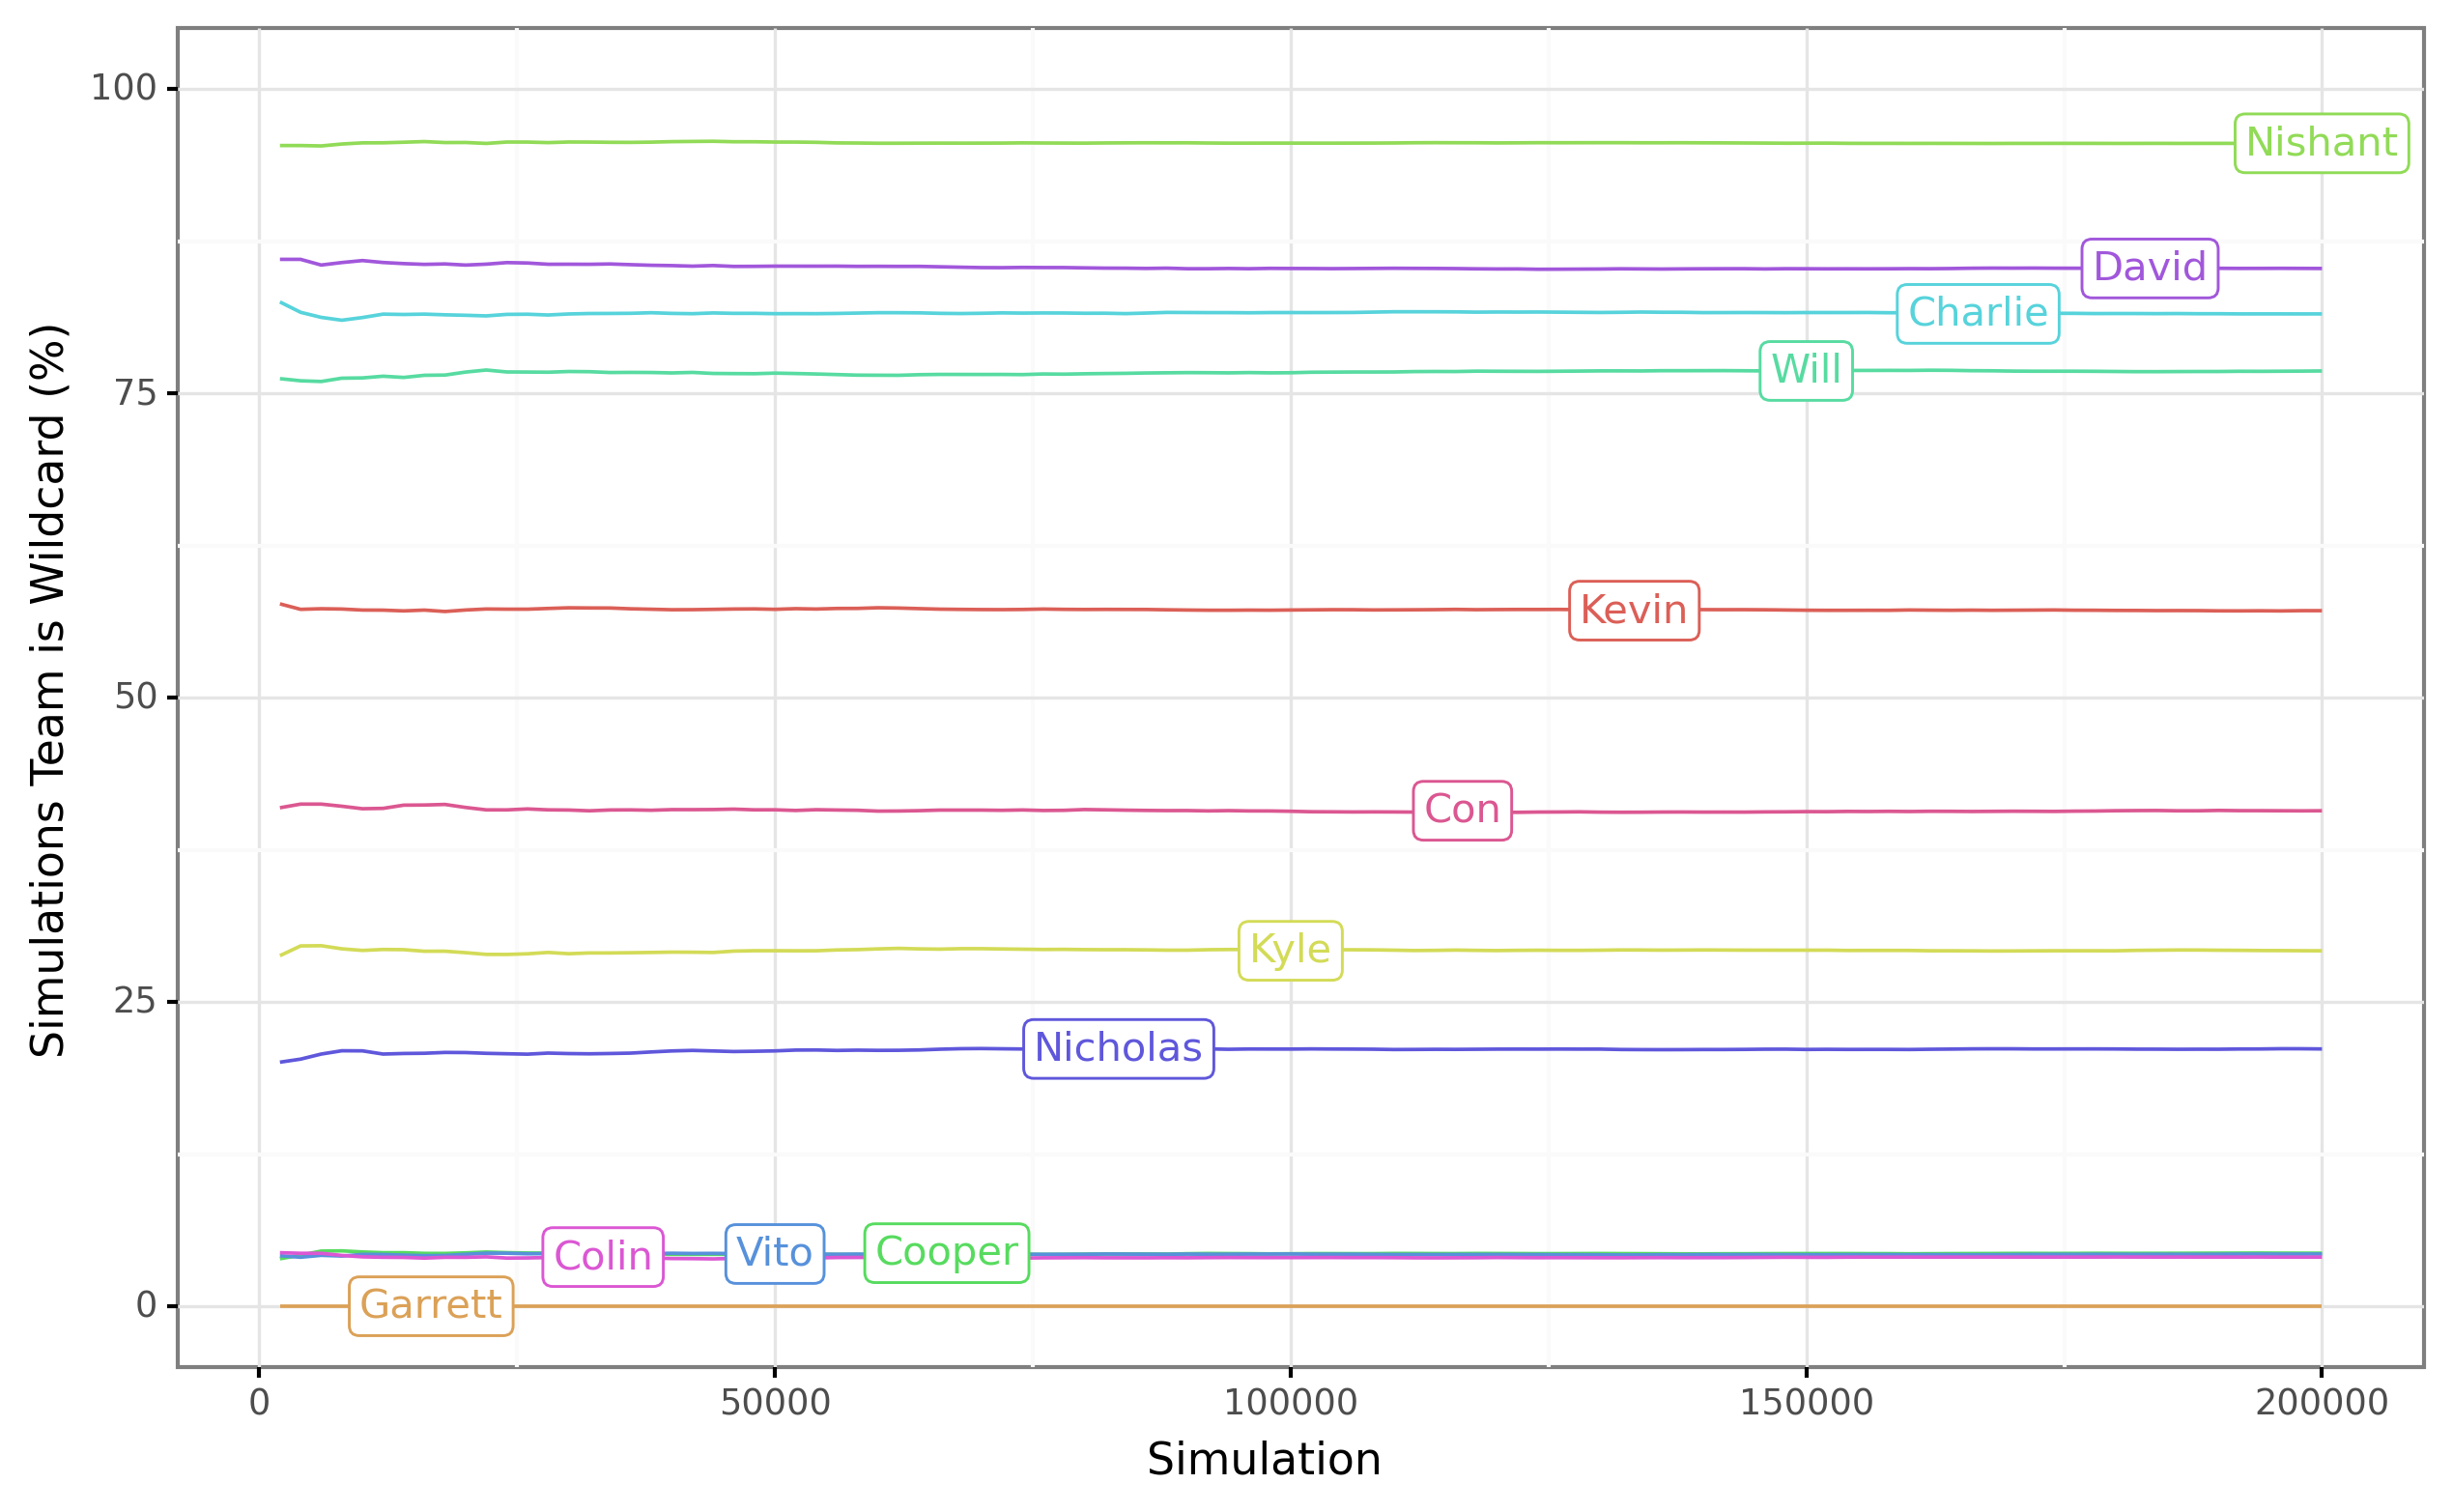 Simulations Team is Wildcard (%)
100
75
50
25
0
Nishant
David
Charlie
Will
Kevin
Con
Kyle
Nicholas
Cooper
Vito
Colin
Garrett
0
50000
100000
150000
200000
Simulation